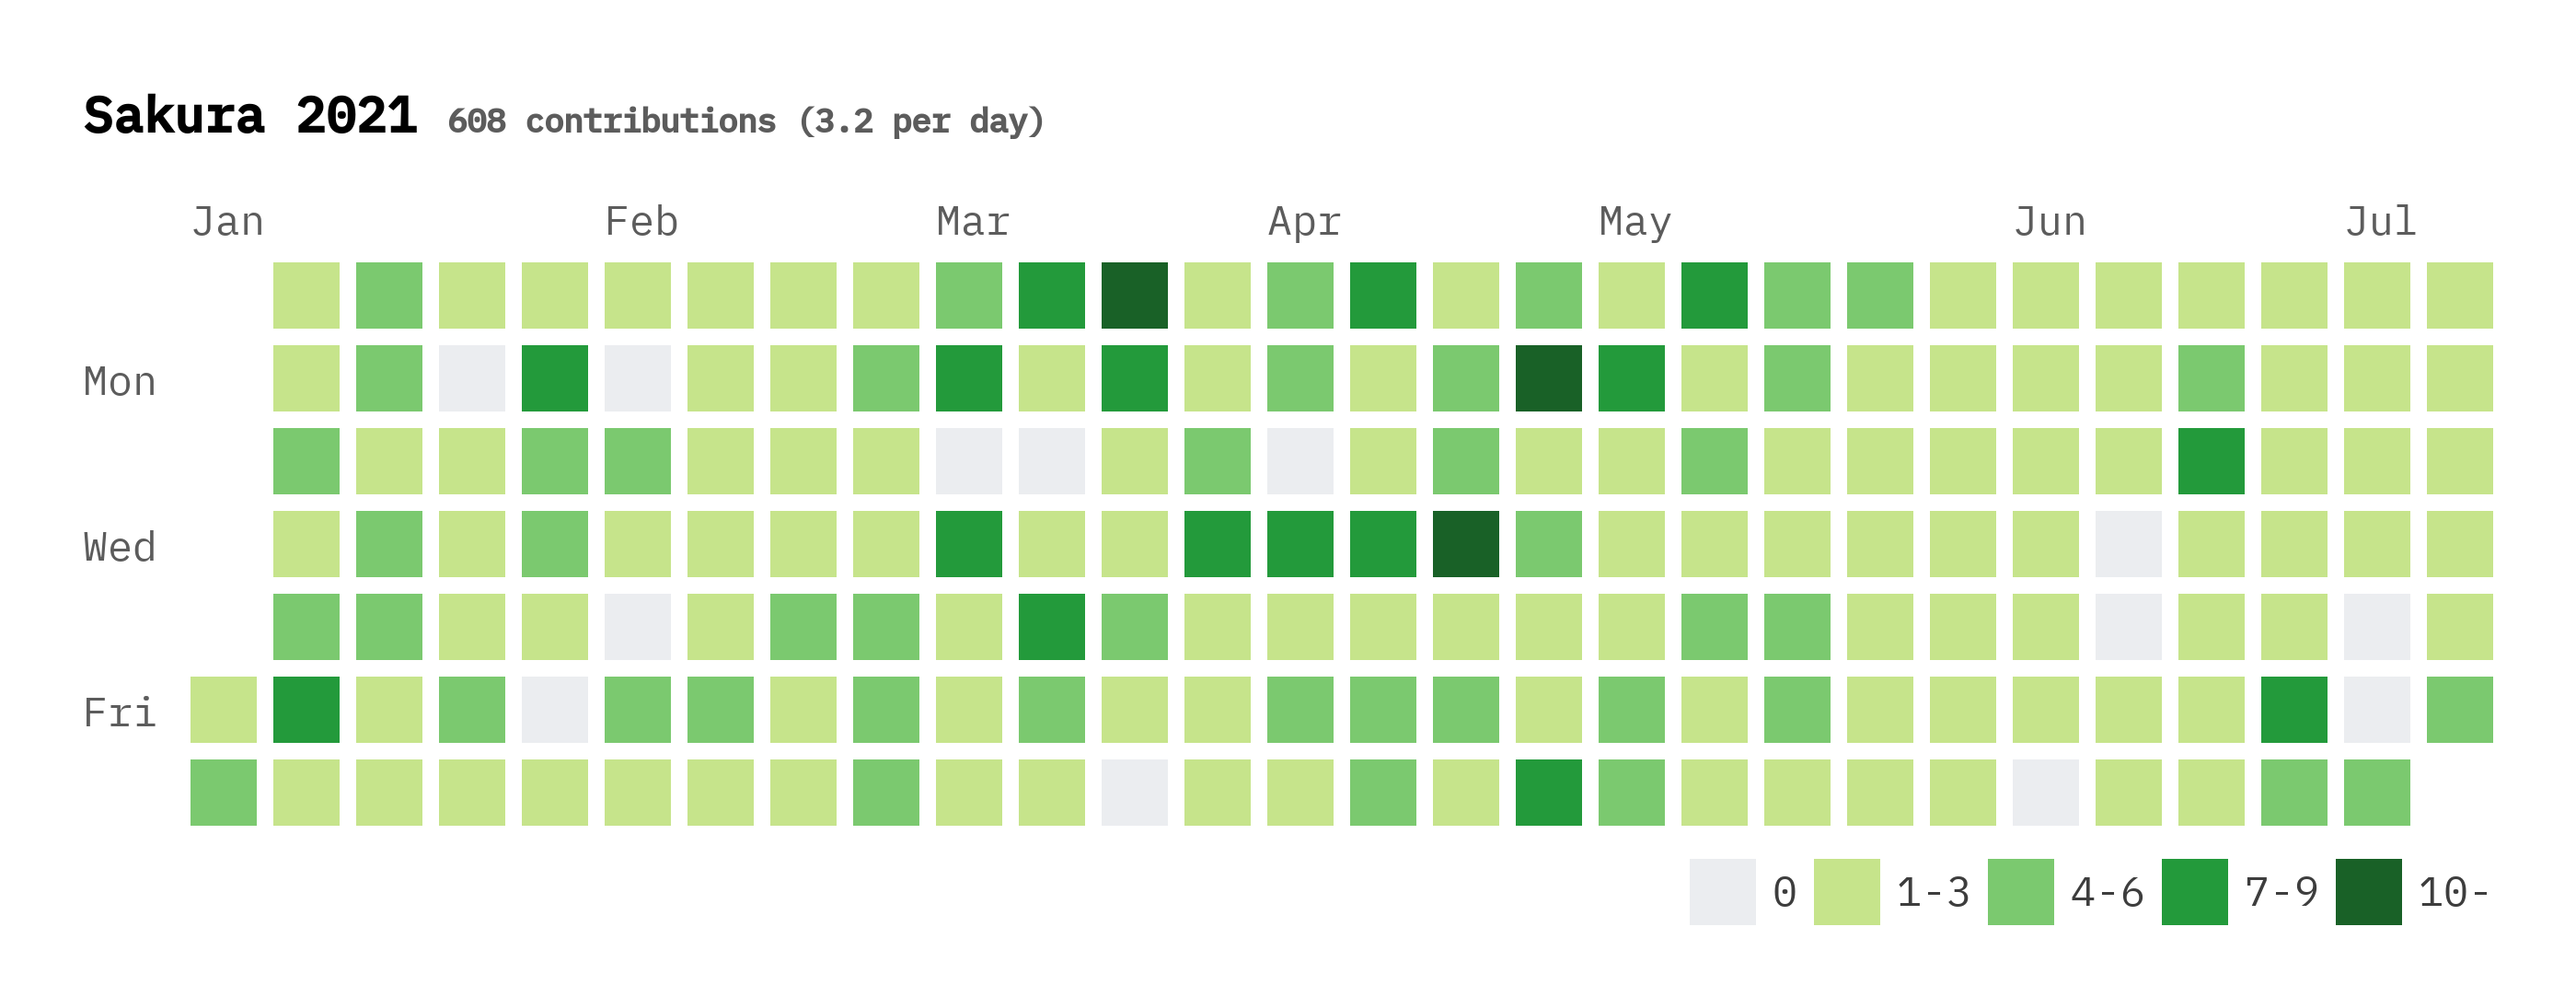 Sakura 2021 608 contributions (3.2 per day)
Jan Feb Mar Apr May Jun Jul
Mon
Wed
Fri
0 1-3 4-6 7-9 10-